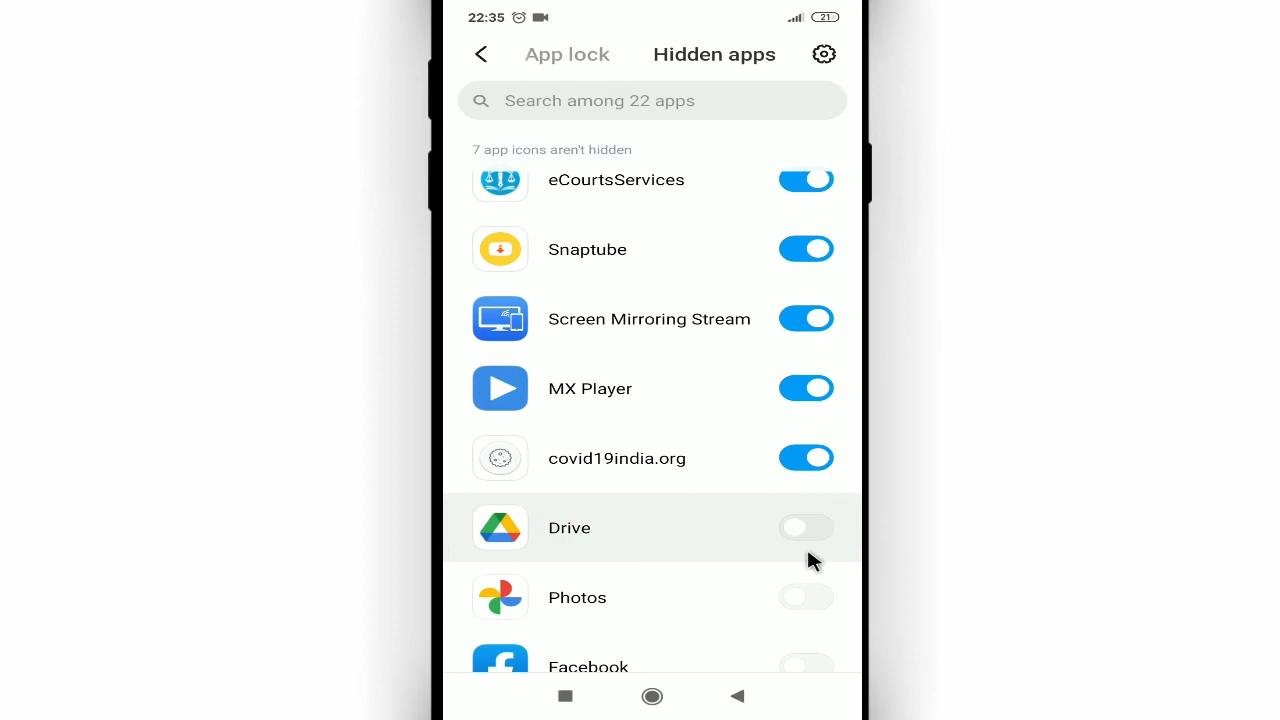 22:35
21
App lock
Hidden apps
Search among 22 apps
7 app icons aren't hidden
eCourtsServices
Snaptube
Screen Mirroring Stream
MX Player
covid19india.org
Drive
Photos
Facebook